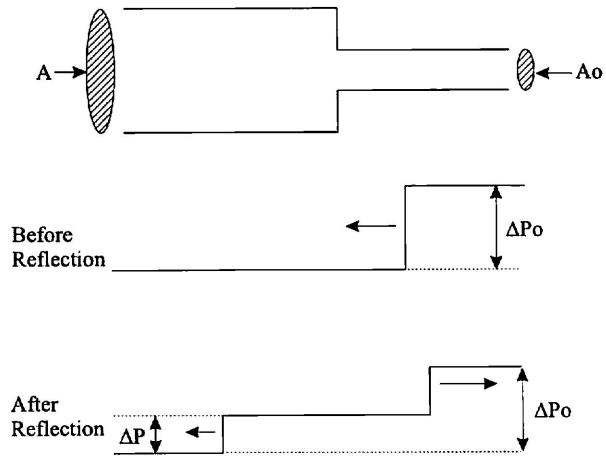 A
Ao
Before
Reflection
ΔPo
After
Reflection
ΔP
ΔPo